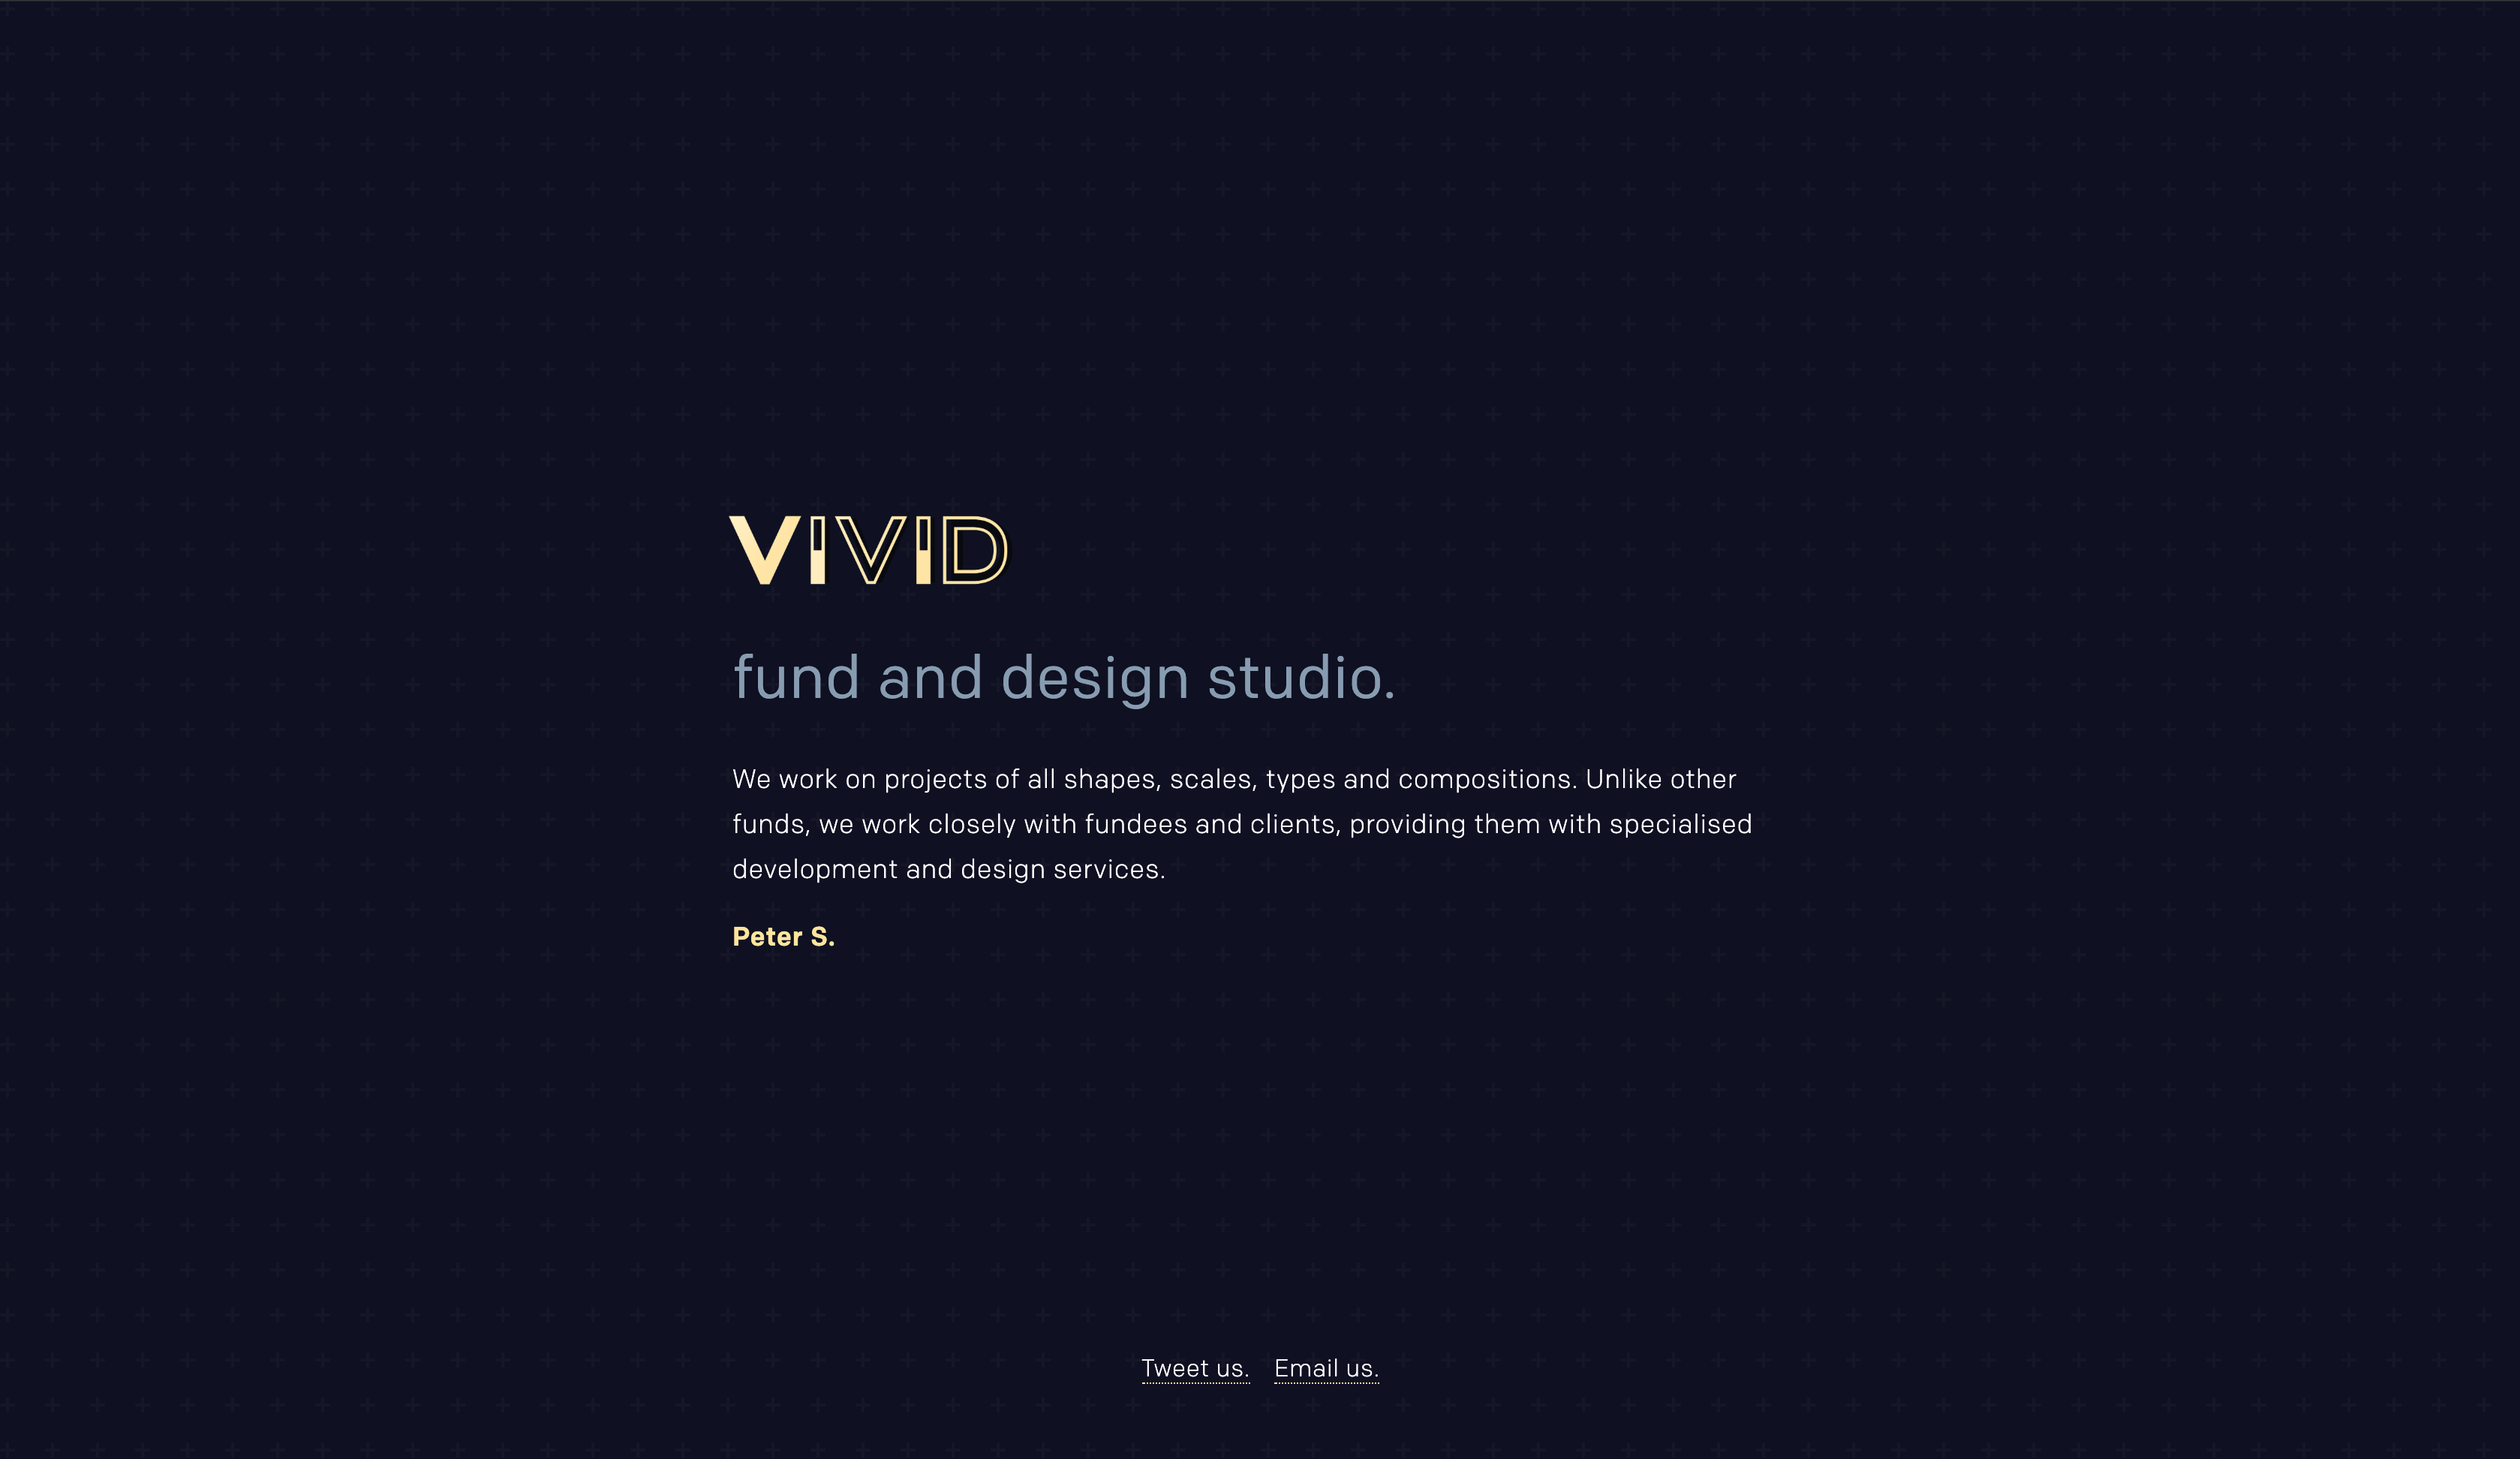 VIVID
fund and design studio.
We work on projects of all shapes, scales, types and compositions. Unlike other
funds, we work closely with fundees and clients, providing them with specialised
development and design services.
Peter S.
Tweet us. Email us.